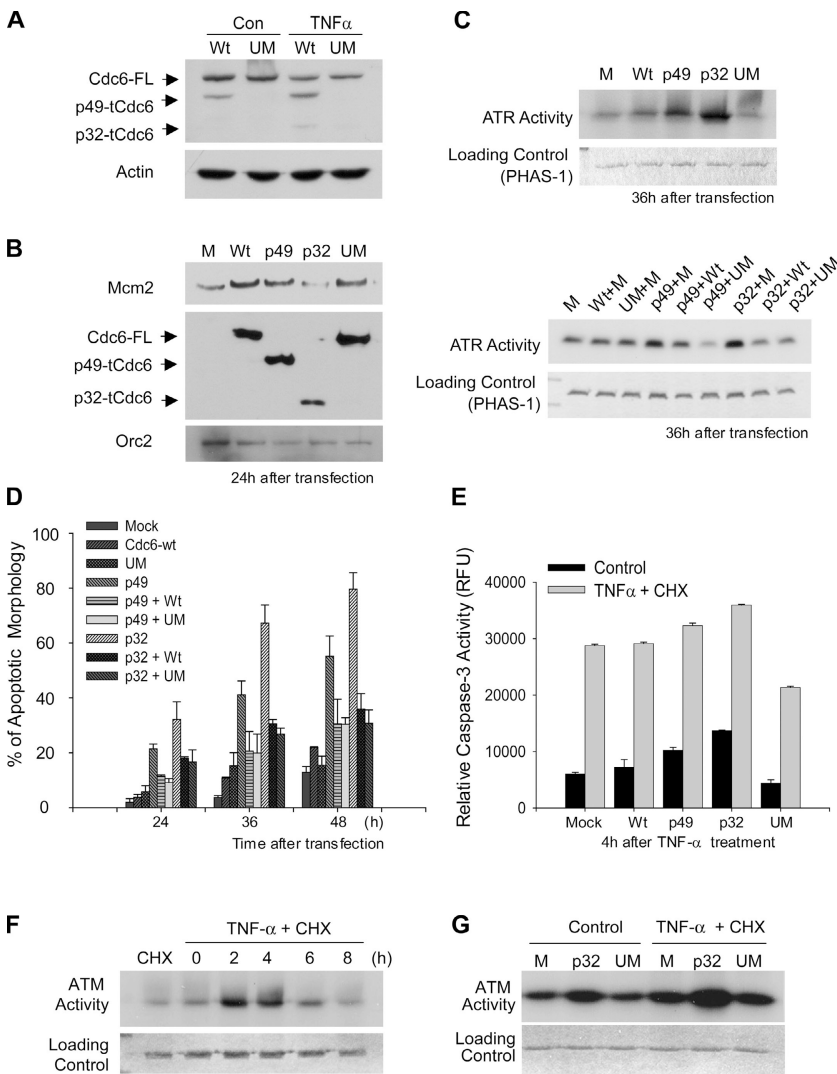 A
Con TNFα
Wt UM Wt UM
Cdc6-FL
p49-tCdc6
p32-tCdc6
Actin
B
M Wt p49 p32 UM
Mcm2
Cdc6-FL
p49-tCdc6
p32-tCdc6
Orc2
24h after transfection
C
M Wt p49 p32 UM
ATR Activity
Loading Control
(PHAS-1)
36h after transfection
M Wt+M UM+M p49+M p49+Wt p49+UM p32+M p32+Wt p32+UM
ATR Activity
Loading Control
(PHAS-1)
36h after transfection
D
% of Apoptotic Morphology
100
80
60
40
20
0
Mock
Cdc6-wt
UM
p49
p49 + Wt
p49 + UM
p32
p32 + Wt
p32 + UM
24 36 48 (h)
Time after transfection
E
Relative Caspase-3 Activity (RFU)
40000
30000
20000
10000
0
Control
TNFα + CHX
Mock Wt p49 p32 UM
4h after TNF-α treatment
F
TNF-α + CHX
CHX 0 2 4 6 8 (h)
ATM
Activity
Loading
Control
G
Control TNF-α + CHX
M p32 UM M p32 UM
ATM
Activity
Loading
Control